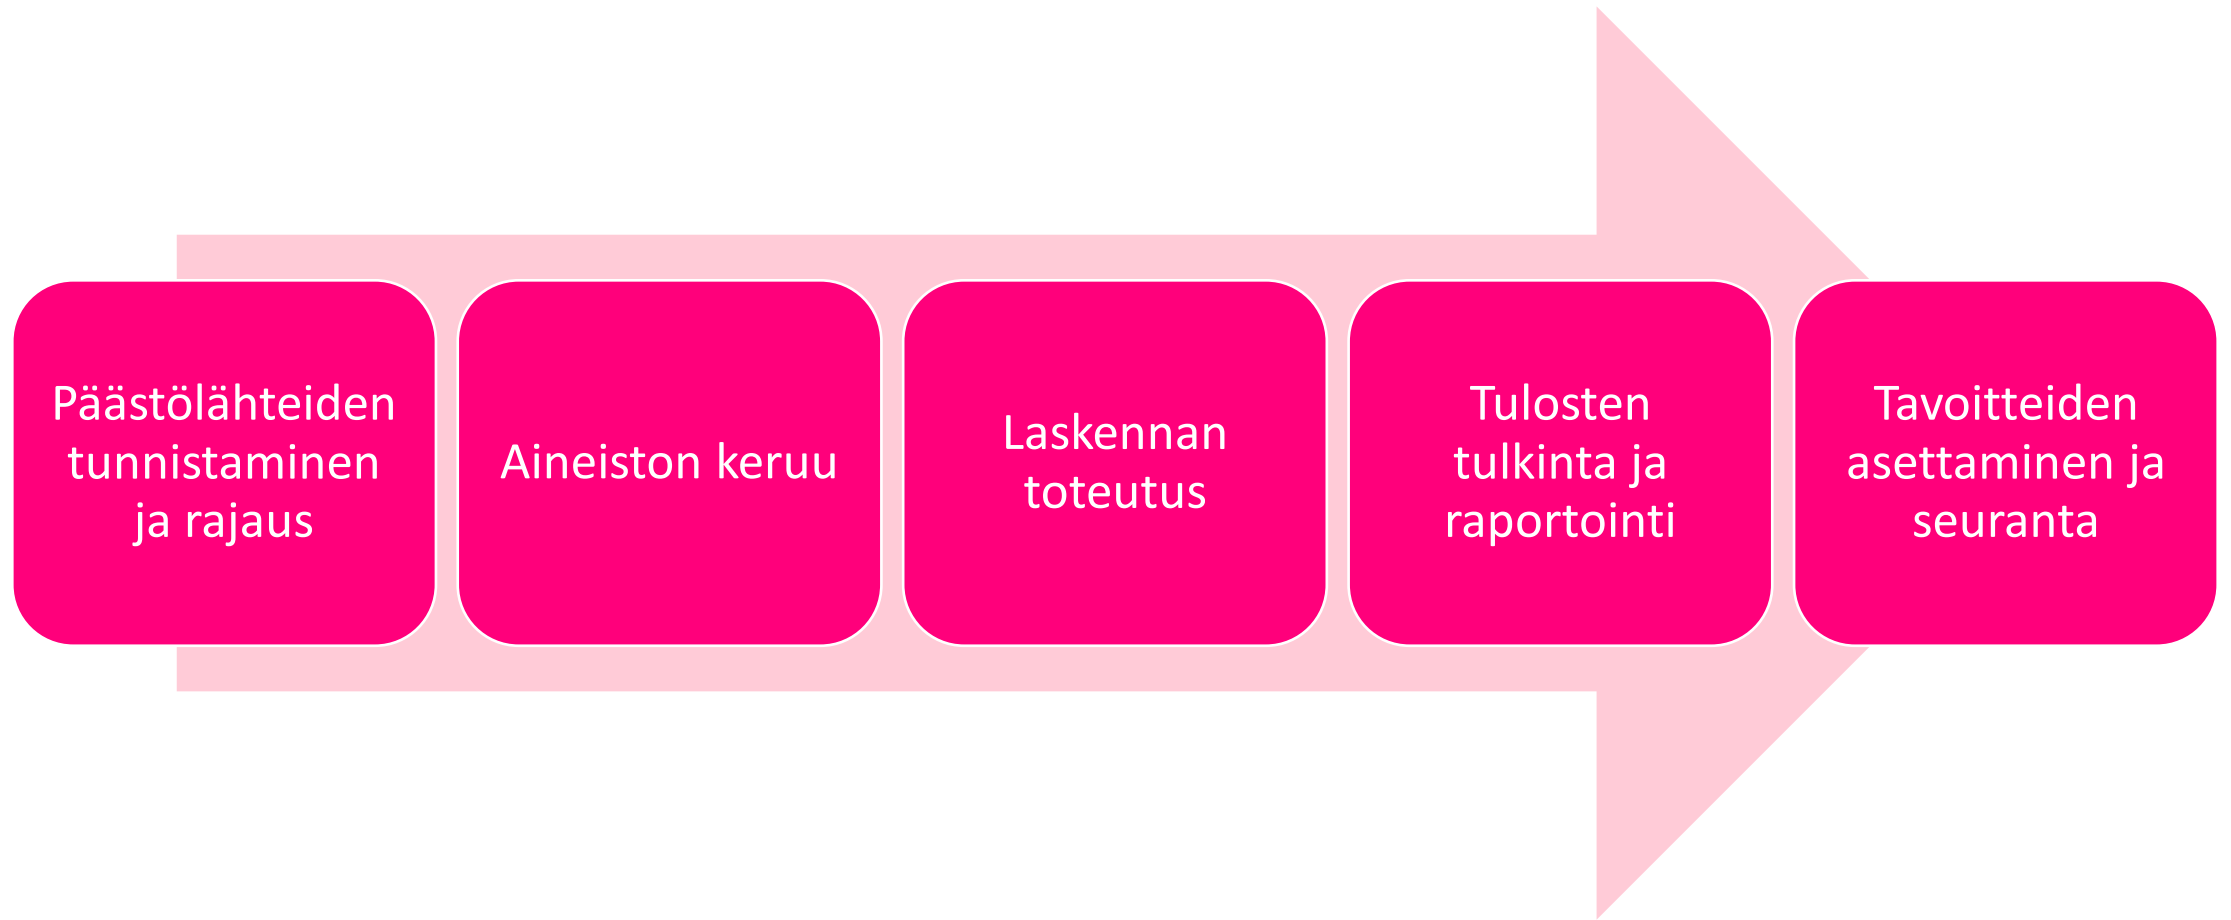 Päästölähteiden
tunnistaminen
ja rajaus
Aineiston keruu
Laskennan
toteutus
Tulosten
tulkinta ja
raportointi
Tavoitteiden
asettaminen ja
seuranta